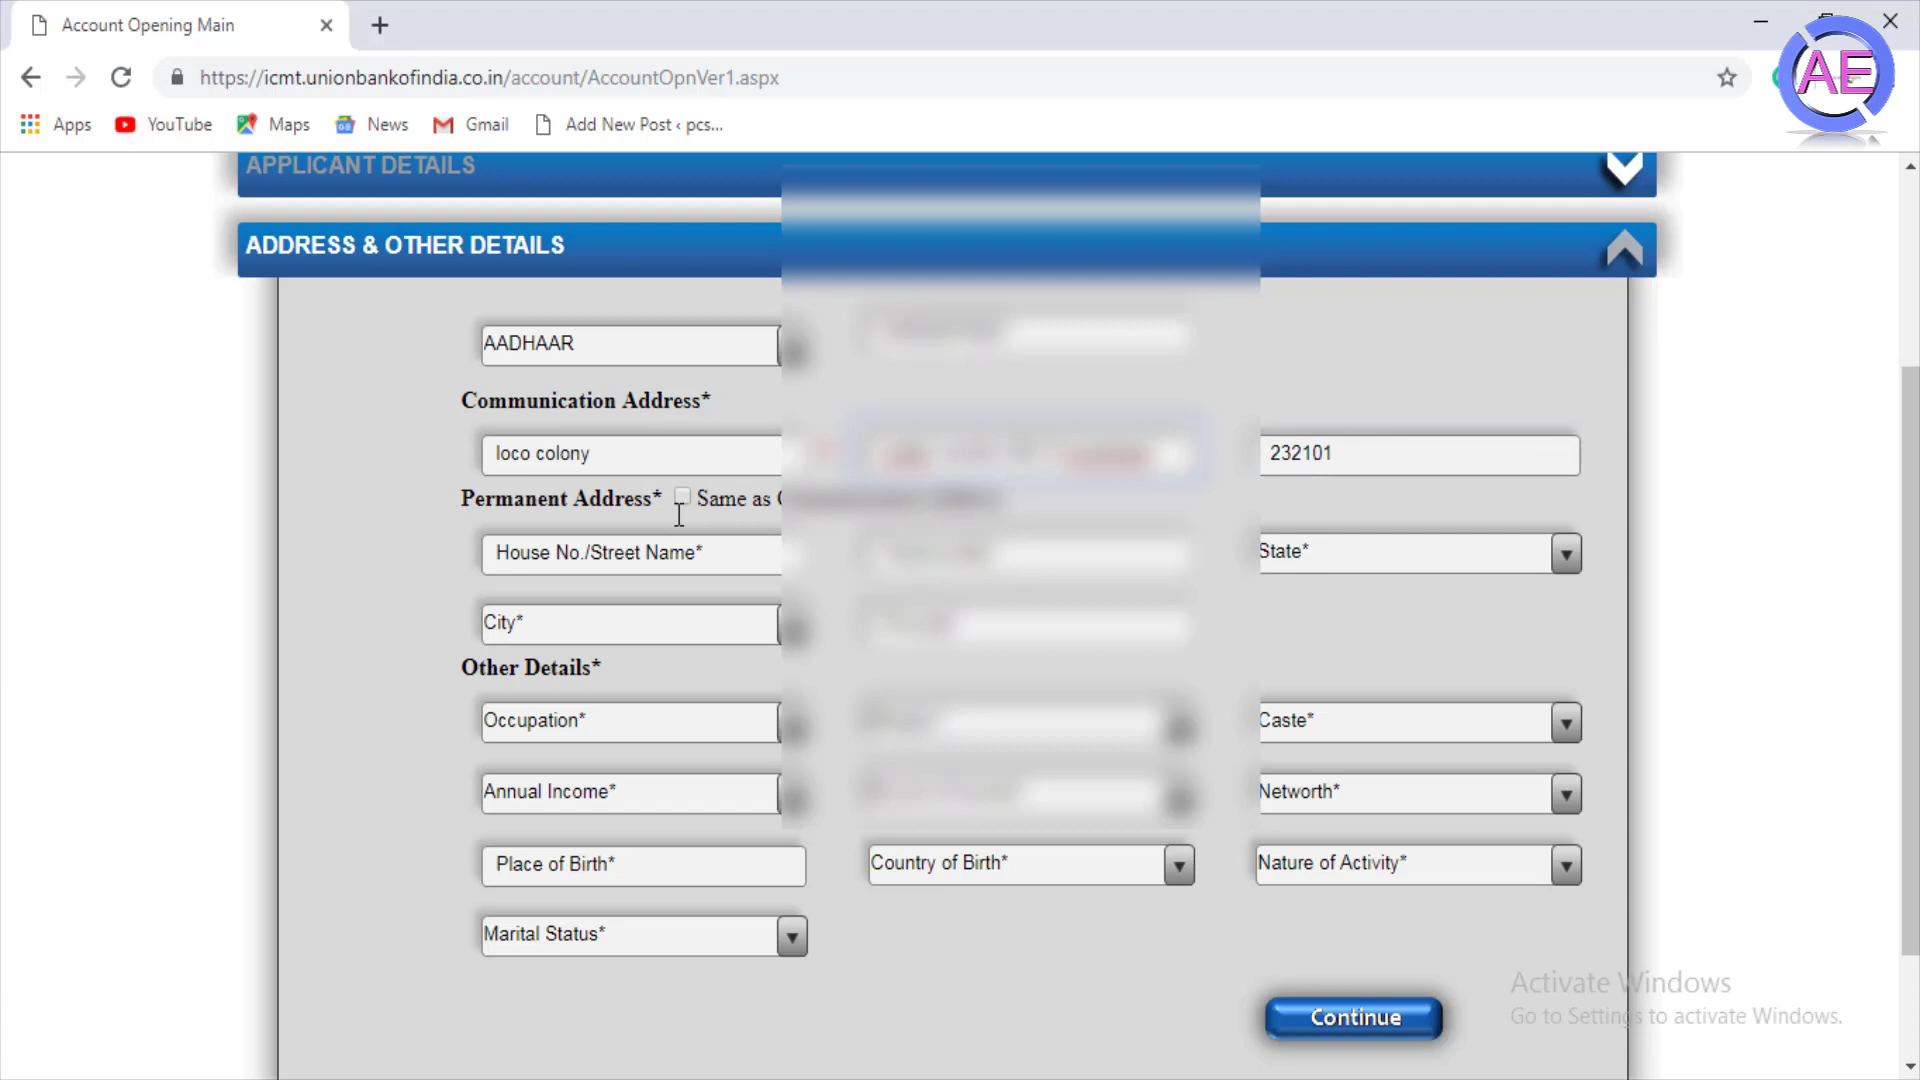 Account Opening Main
https://icmt.unionbankofindia.co.in/account/AccountOpnVer1.aspx
AE
Apps YouTube Maps News Gmail Add New Post ‹ pcs...
APPLICANT DETAILS
ADDRESS & OTHER DETAILS
AADHAAR
Communication Address*
loco colony 232101
Permanent Address* Same as
House No./Street Name* State*
City*
Other Details*
Occupation* Caste*
Annual Income* Networth*
Place of Birth* Country of Birth* Nature of Activity*
Marital Status*
Continue
Activate Windows
Go to Settings to activate Windows.